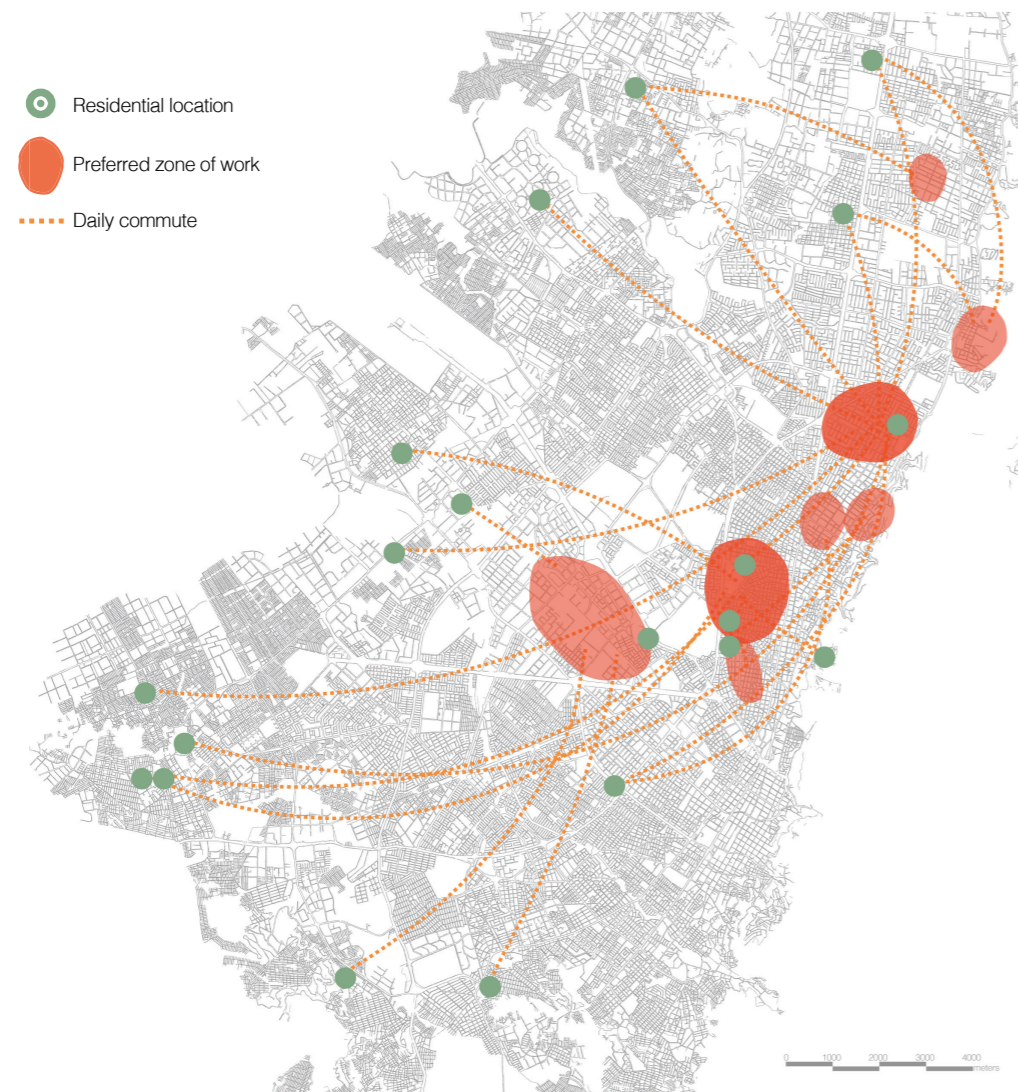 Residential location
Preferred zone of work
Daily commute
0 1000 2000 3000 4000
meters